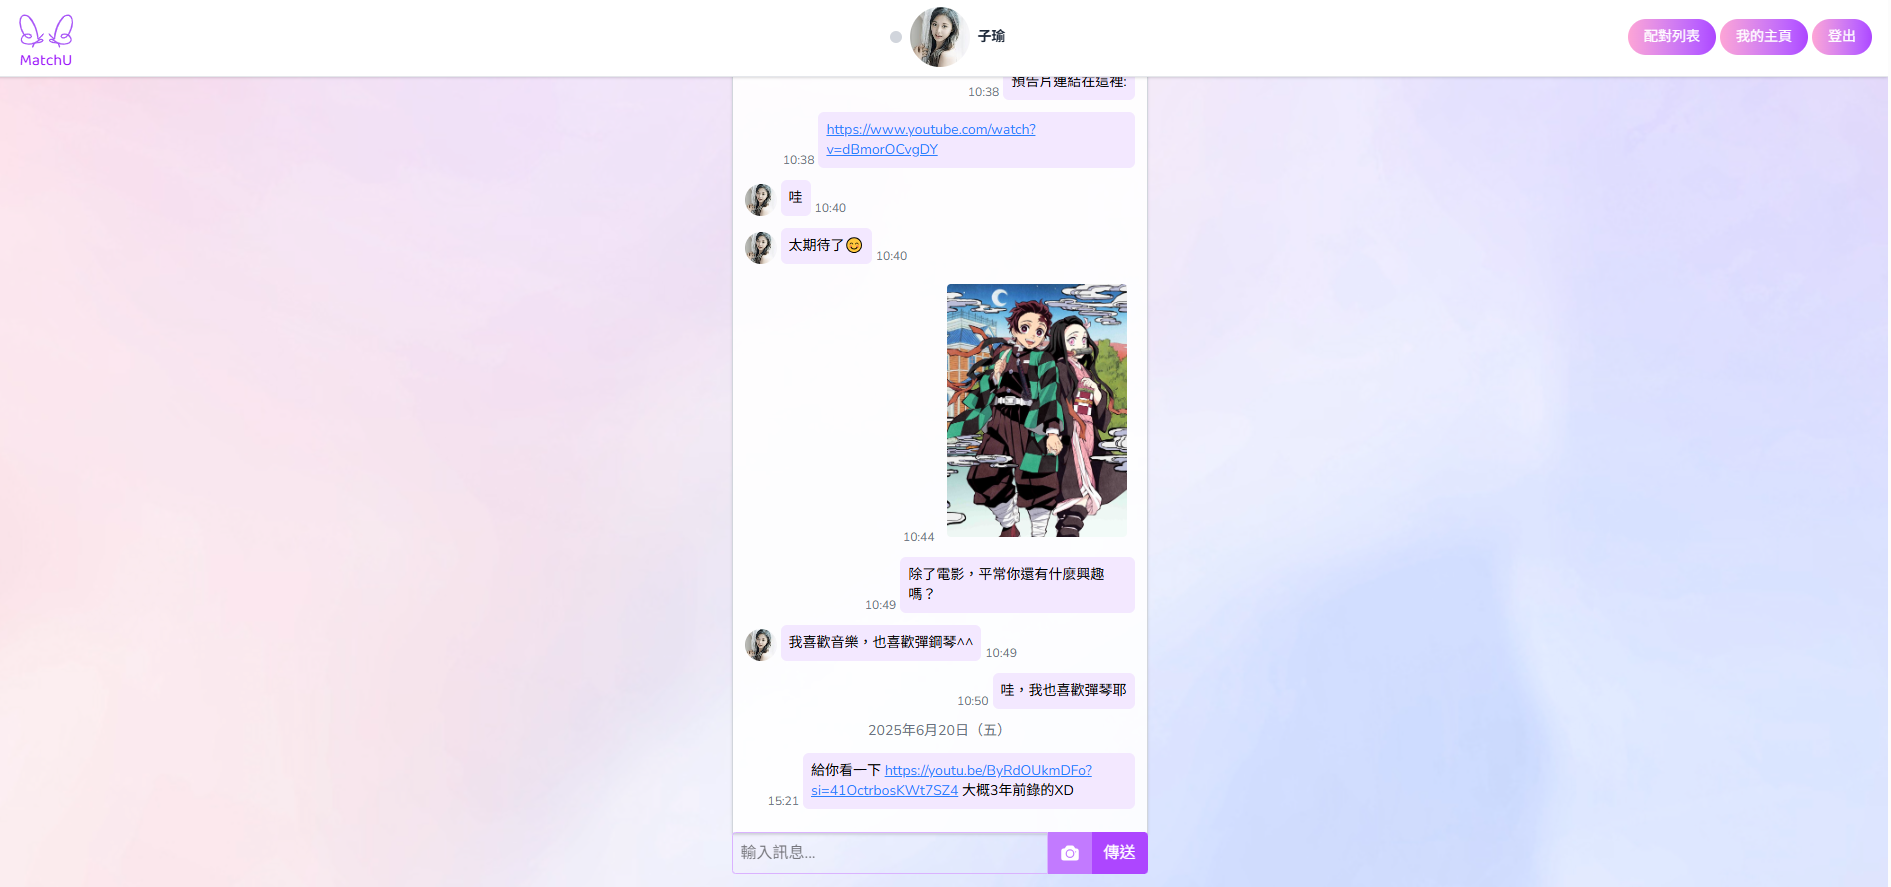 MatchU
子瑜
配對列表
我的主頁
登出
預告片連結在這裡:
10:38
https://www.youtube.com/watch?
v=dBmorOCvgDY
10:38
哇
10:40
太期待了😊
10:40
10:44
除了電影，平常你還有什麼興趣
嗎？
10:49
我喜歡音樂，也喜歡彈鋼琴^^
10:49
哇，我也喜歡彈琴耶
10:50
2025年6月20日（五）
給你看一下 https://youtu.be/ByRdOUkmDFo?
si=41OctrbosKWt7SZ4 大概3年前錄的XD
15:21
輸入訊息...
傳送